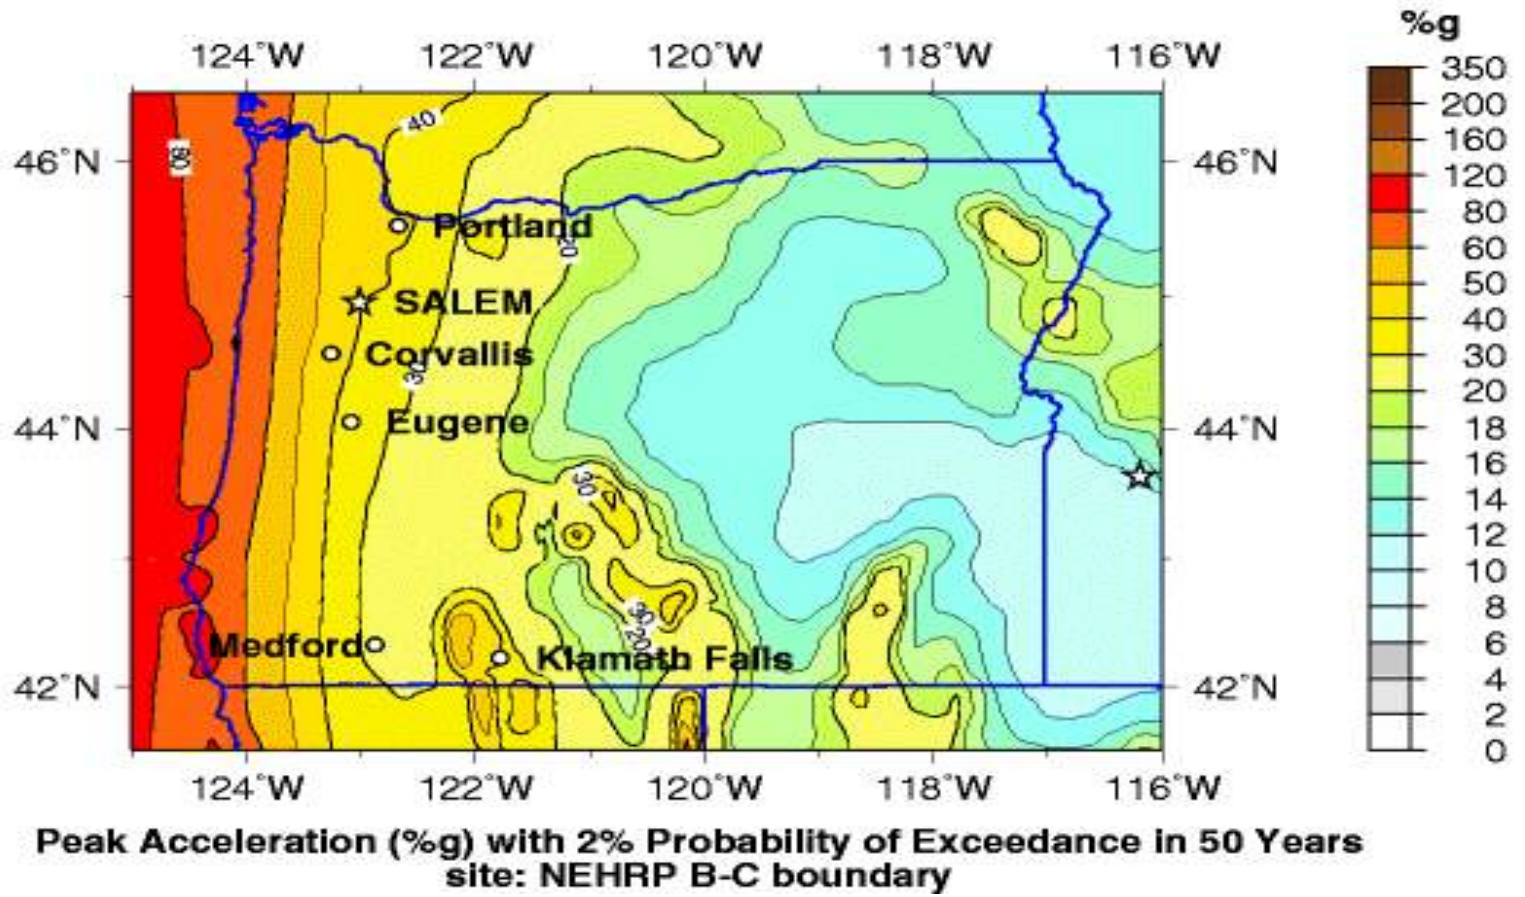 %g
124°W 122°W 120°W 118°W 116°W
350
200
160
120
80
60
50
40
30
20
18
16
14
12
10
8
6
4
2
0
40
80
46°N 46°N
Portland
20
SALEM
Corvallis
30
44°N Eugene 44°N
30
30
20
Medford
Klamath Falls
42°N 42°N
124°W 122°W 120°W 118°W 116°W
Peak Acceleration (%g) with 2% Probability of Exceedance in 50 Years
site: NEHRP B-C boundary